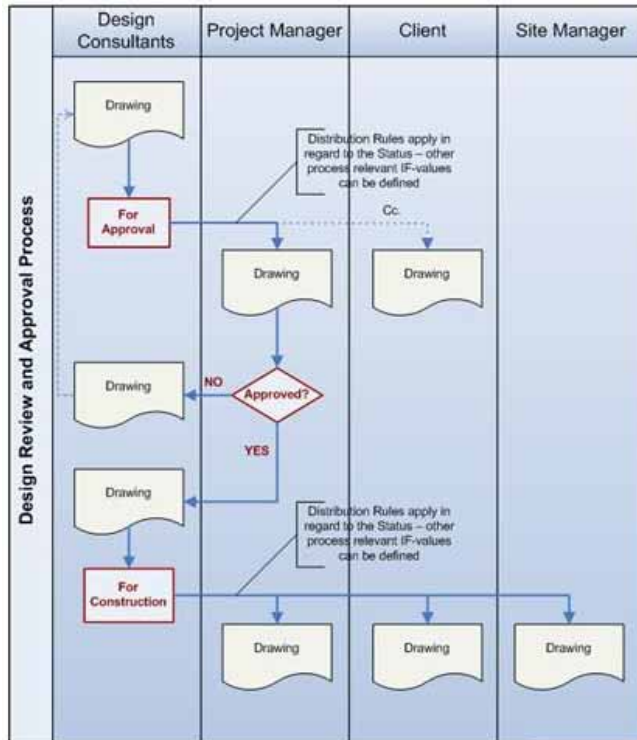 Design
Consultants
Project Manager
Client
Site Manager
Design Review and Approval Process
Drawing
Distribution Rules apply in
regard to the Status – other
process relevant IF-values
can be defined
For
Approval
Cc.
Drawing
Drawing
Drawing
NO
Approved?
YES
Drawing
Distribution Rules apply in
regard to the Status – other
process relevant IF-values
can be defined
For
Construction
Drawing
Drawing
Drawing